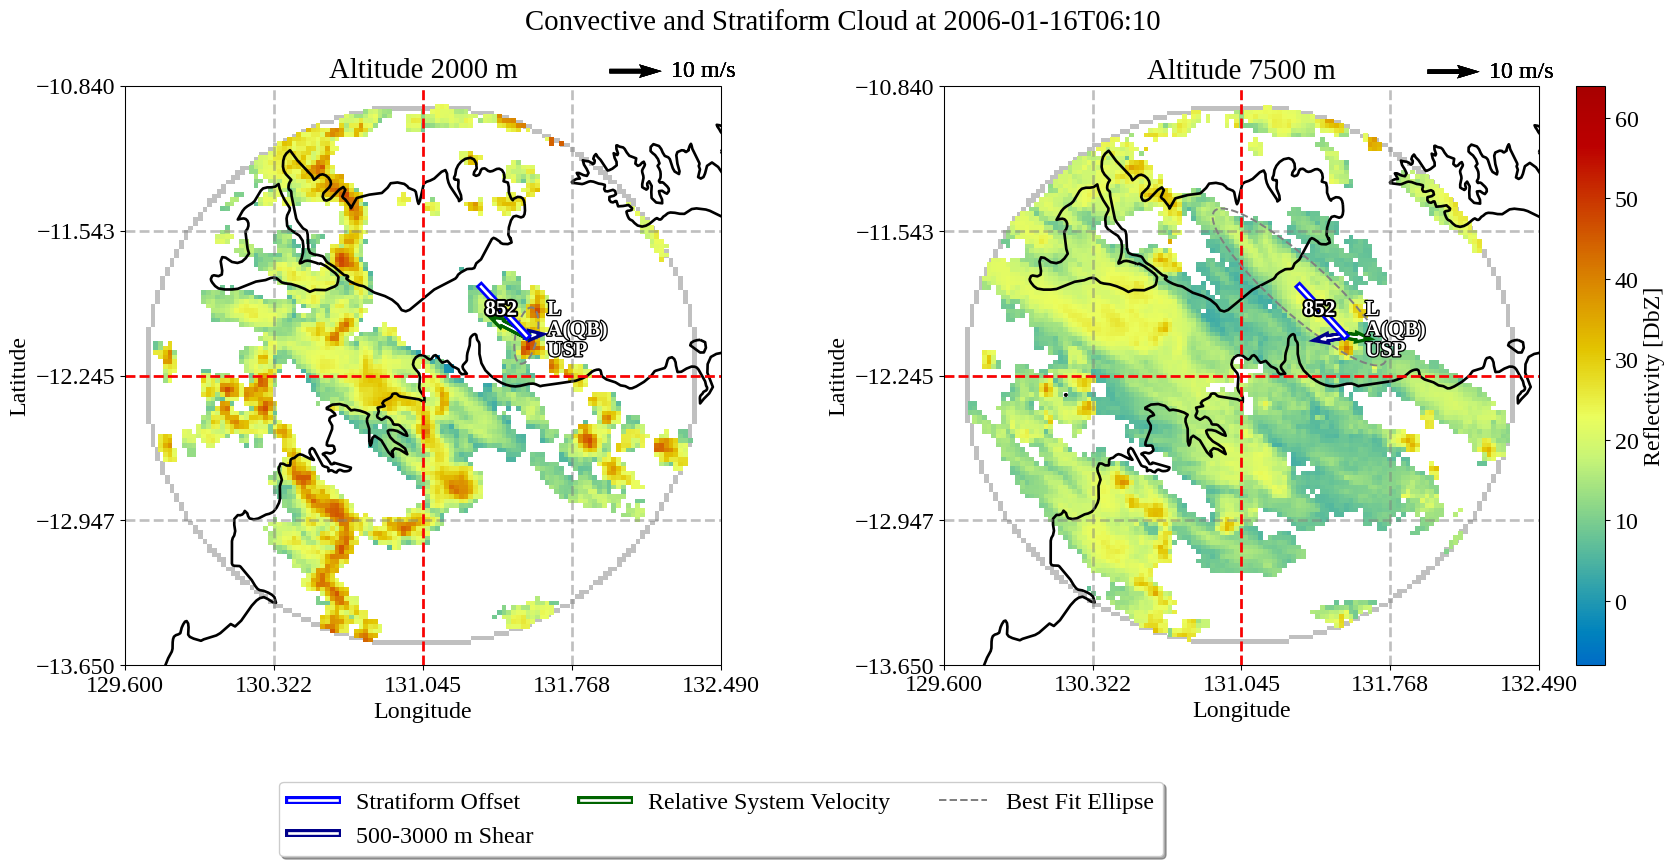 Convective and Stratiform Cloud at 2006-01-16T06:10
Altitude 2000 m
10 m/s
Altitude 7500 m
10 m/s
−10.840
−11.543
−12.245
−12.947
−13.650
Latitude
129.600 130.322 131.045 131.768 132.490
Longitude
852
L
A(QB)
USP
−10.840
−11.543
−12.245
−12.947
−13.650
Latitude
129.600 130.322 131.045 131.768 132.490
Longitude
852
L
A(QB)
USP
60
50
40
30
20
10
0
Reflectivity [DbZ]
Stratiform Offset
500-3000 m Shear
Relative System Velocity
Best Fit Ellipse